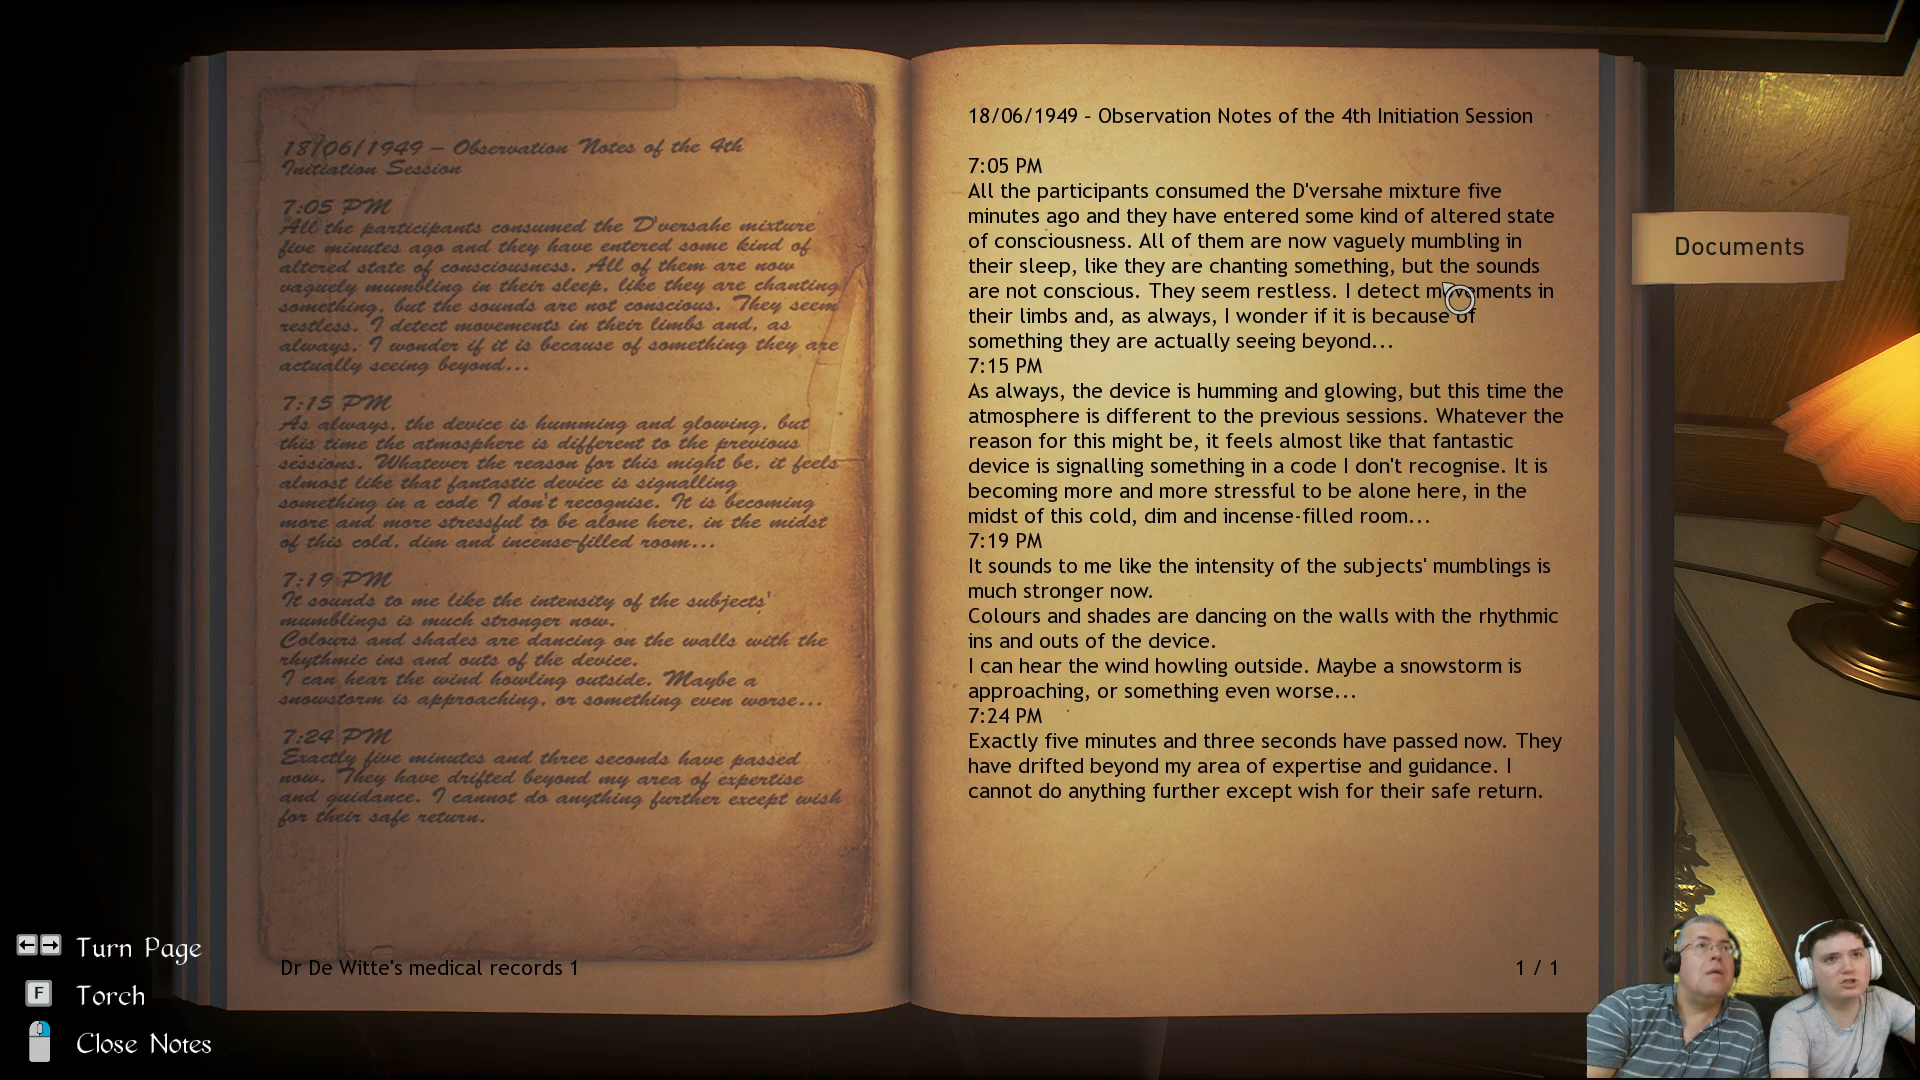 18/06/1949 – Observation Notes of the 4th
Initiation Session
7:05 PM
All the participants consumed the D'versahe mixture
five minutes ago and they have entered some kind of
altered state of consciousness. All of them are now
vaguely mumbling in their sleep, like they are chanting
something, but the sounds are not conscious. They seem
restless. I detect movements in their limbs and, as
always, I wonder if it is because of something they are
actually seeing beyond...
7:15 PM
As always, the device is humming and glowing, but
this time the atmosphere is different to the previous
sessions. Whatever the reason for this might be, it feels
almost like that fantastic device is signalling
something in a code I don't recognise. It is becoming
more and more stressful to be alone here, in the midst
of this cold, dim and incense-filled room...
7:19 PM
It sounds to me like the intensity of the subjects'
mumblings is much stronger now.
Colours and shades are dancing on the walls with the
rhythmic ins and outs of the device.
I can hear the wind howling outside. Maybe a
snowstorm is approaching, or something even worse...
7:24 PM
Exactly five minutes and three seconds have passed
now. They have drifted beyond my area of expertise
and guidance. I cannot do anything further except wish
for their safe return.
Dr De Witte's medical records 1
18/06/1949 - Observation Notes of the 4th Initiation Session
7:05 PM
All the participants consumed the D'versahe mixture five
minutes ago and they have entered some kind of altered state
of consciousness. All of them are now vaguely mumbling in
their sleep, like they are chanting something, but the sounds
are not conscious. They seem restless. I detect movements in
their limbs and, as always, I wonder if it is because of
something they are actually seeing beyond...
7:15 PM
As always, the device is humming and glowing, but this time the
atmosphere is different to the previous sessions. Whatever the
reason for this might be, it feels almost like that fantastic
device is signalling something in a code I don't recognise. It is
becoming more and more stressful to be alone here, in the
midst of this cold, dim and incense-filled room...
7:19 PM
It sounds to me like the intensity of the subjects' mumblings is
much stronger now.
Colours and shades are dancing on the walls with the rhythmic
ins and outs of the device.
I can hear the wind howling outside. Maybe a snowstorm is
approaching, or something even worse...
7:24 PM
Exactly five minutes and three seconds have passed now. They
have drifted beyond my area of expertise and guidance. I
cannot do anything further except wish for their safe return.
1 / 1
Documents
Turn Page
F Torch
Close Notes